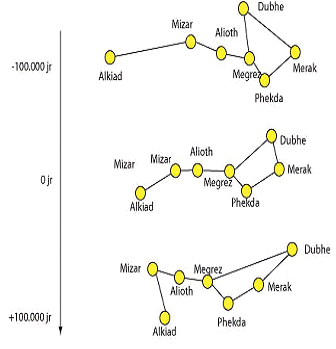 Dubhe
Mizar
Alioth
-100.000 jr
Alkiad
Megrez
Merak
Phekda
Dubhe
Mizar
Mizar
Alioth
0 jr
Megrez
Merak
Alkiad
Phekda
Dubhe
Mizar
Megrez
Alioth
Merak
+100.000 jr
Alkiad
Phekda